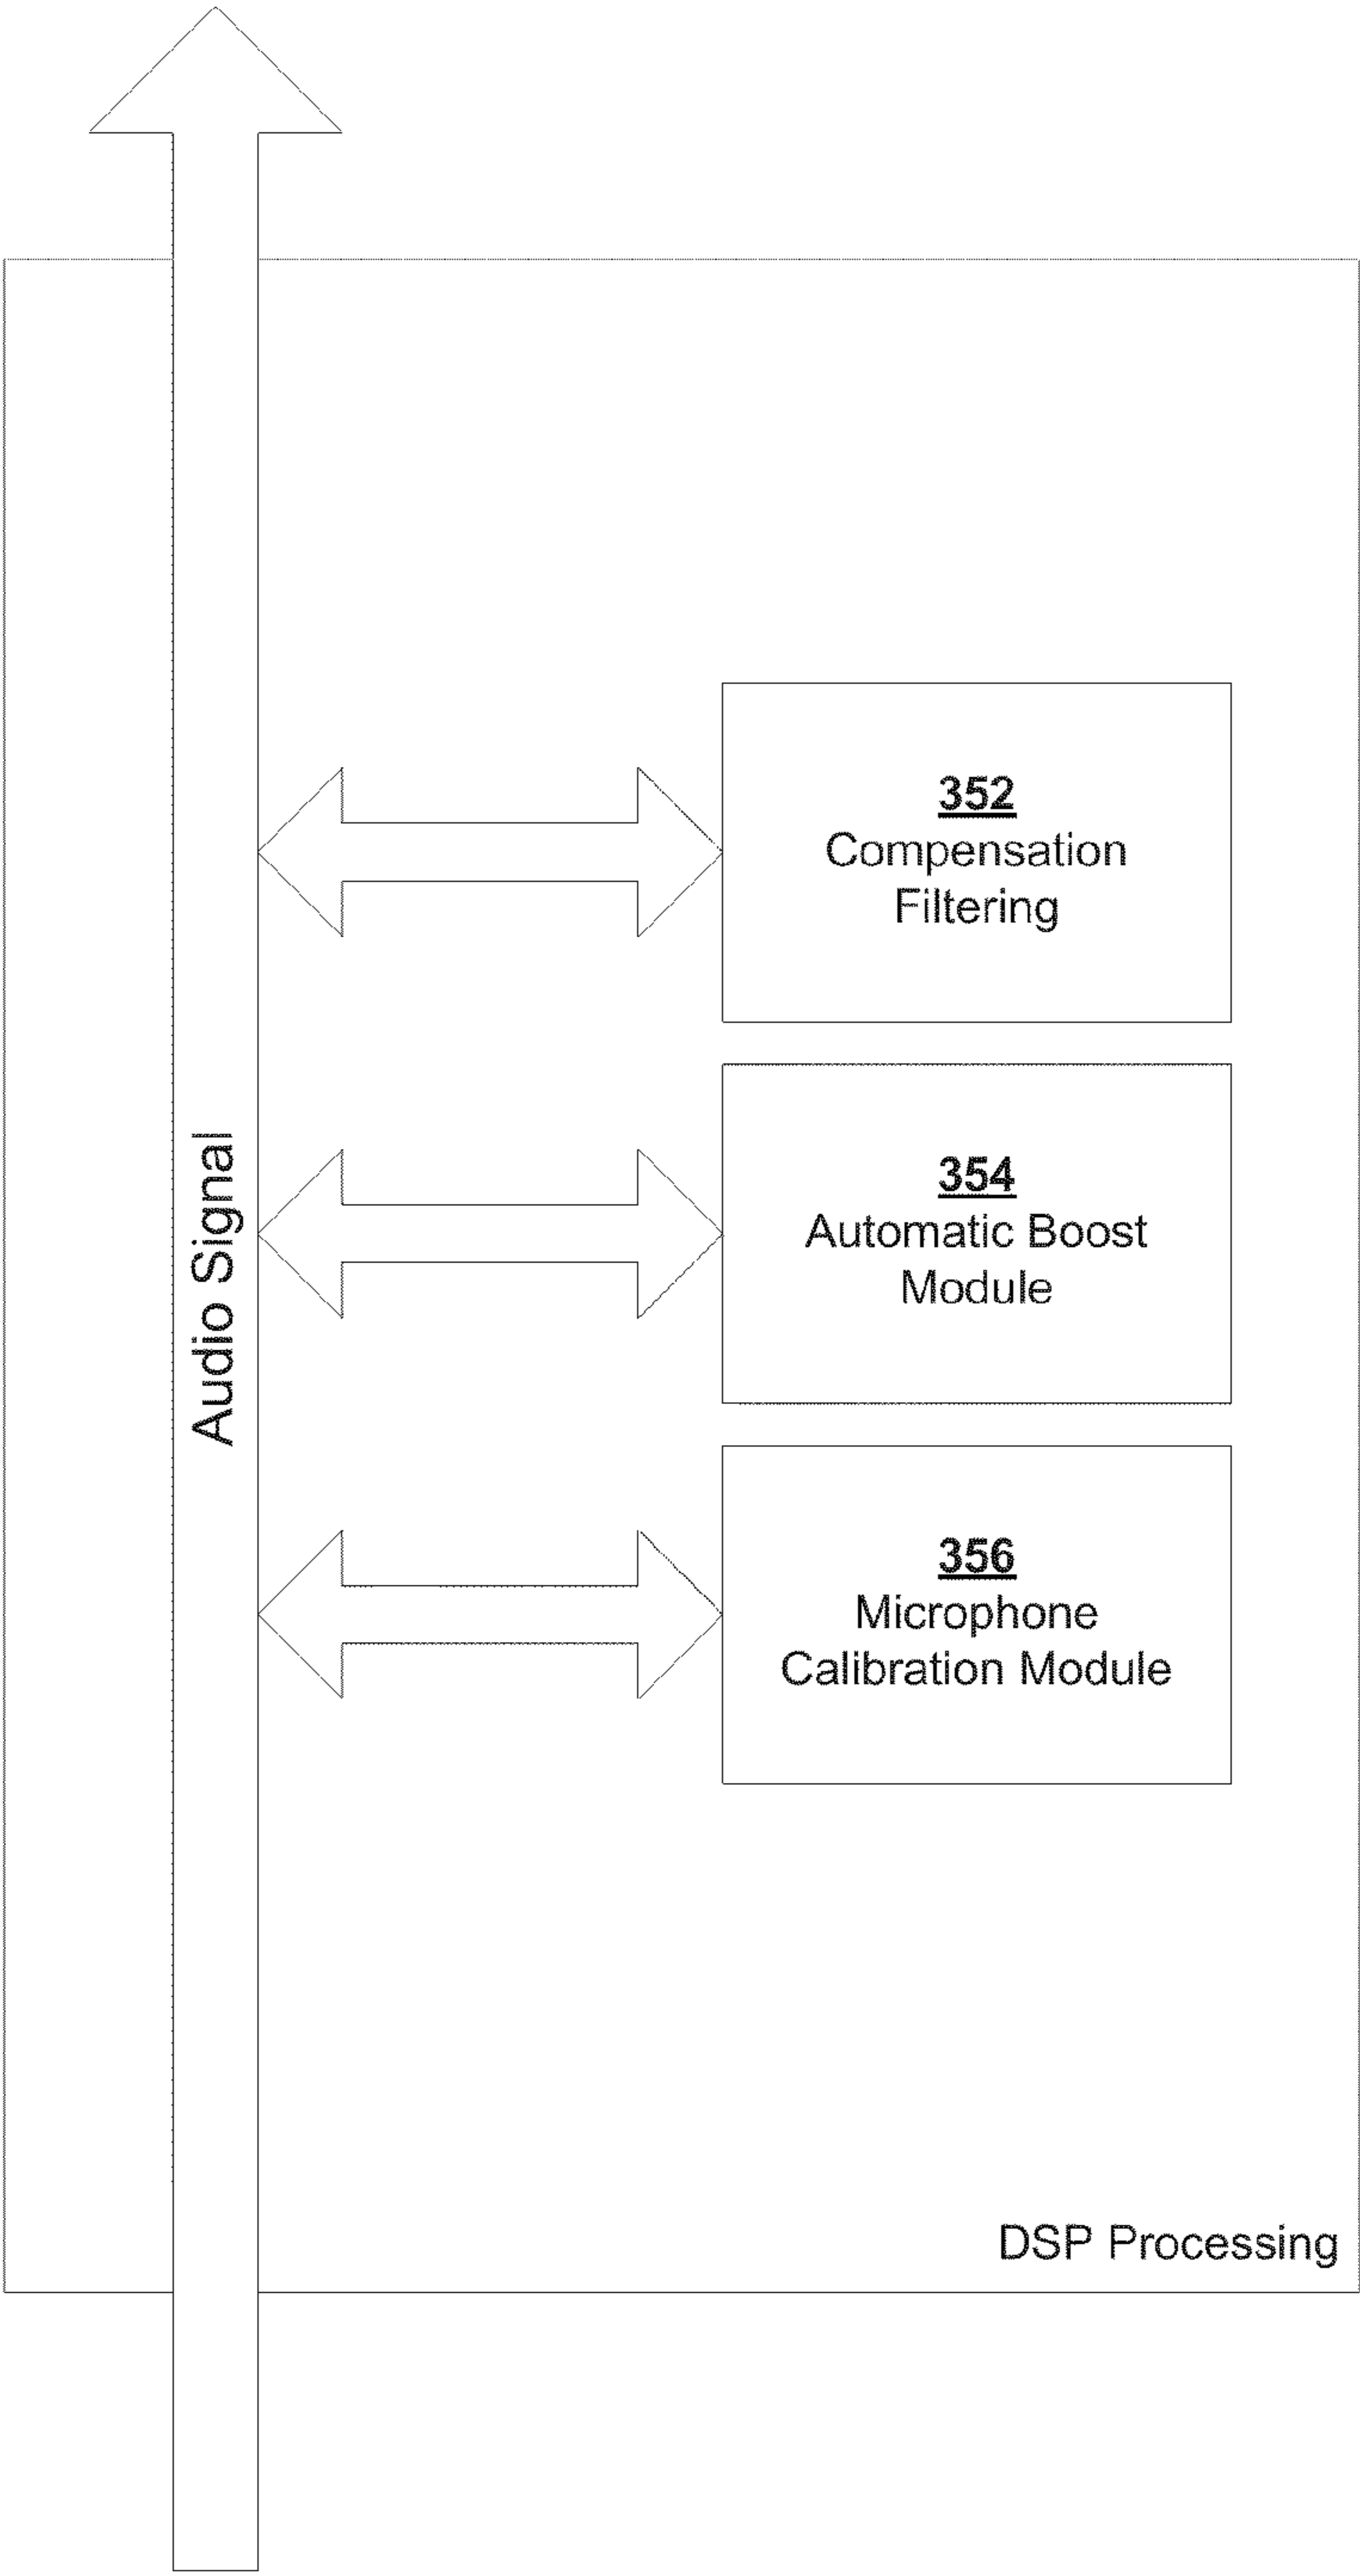 352
Compensation
Filtering
354
Automatic Boost
Module
Audio Signal
356
Microphone
Calibration Module
DSP Processing